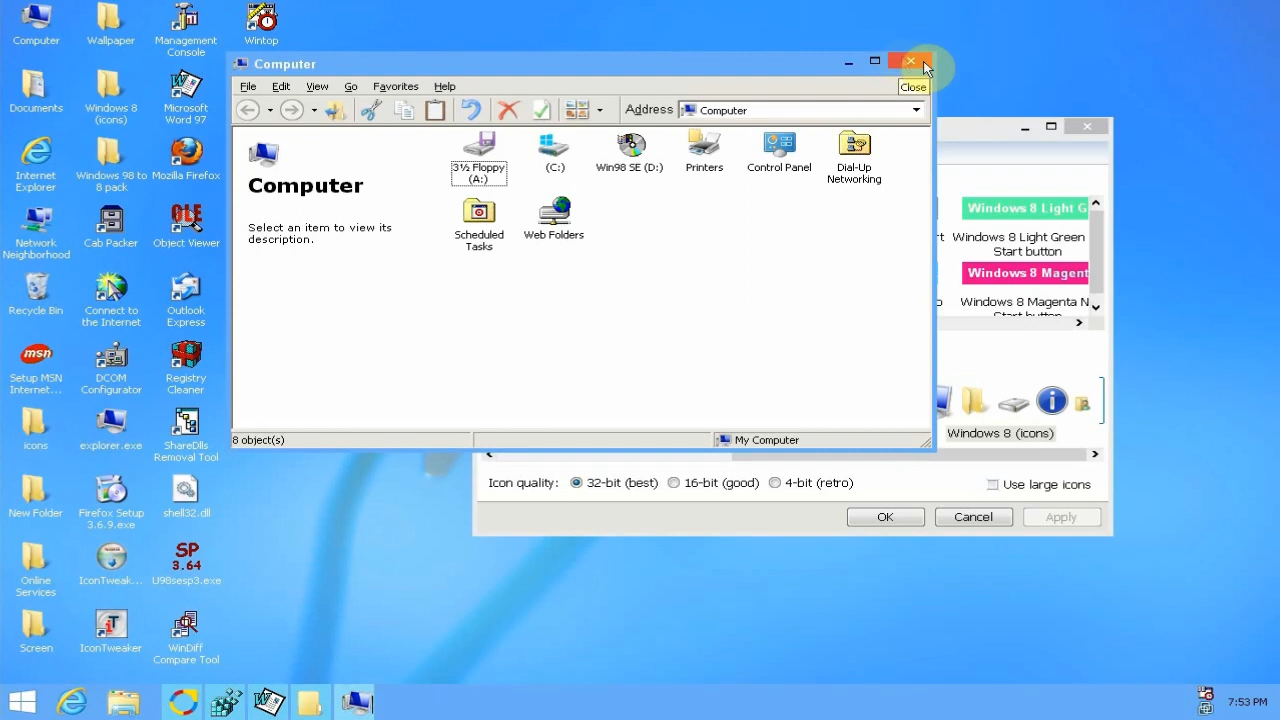 Computer
Wallpaper
Management
Console
Wintop
Documents
Windows 8
(icons)
Microsoft
Word 97
Internet
Explorer
Windows 98 to
8 pack
Mozilla Firefox
Network
Neighborhood
Cab Packer
OLE
Object Viewer
Recycle Bin
Connect to
the Internet
Outlook
Express
msn
Setup MSN
Internet...
DCOM
Configurator
Registry
Cleaner
icons
explorer.exe
ShareDlls
Removal Tool
New Folder
Firefox Setup
3.6.9.exe
shell32.dll
Online
Services
IconTweak...
SP
3.64
U98sesp3.exe
Screen
iT
IconTweaker
WinDiff
Compare Tool
Computer
Close
File Edit View Go Favorites Help
Address Computer
Computer
Select an item to view its
description.
3½ Floppy
(A:)
(C:)
Win98 SE (D:)
Printers
Control Panel
Dial-Up
Networking
Scheduled
Tasks
Web Folders
8 object(s)
My Computer
Windows 8 Light G
Windows 8 Light Green
Start button
Windows 8 Magent
Windows 8 Magenta N
Start button
Windows 8 (icons)
Icon quality: 32-bit (best) 16-bit (good) 4-bit (retro)
Use large icons
OK Cancel Apply
7:53 PM